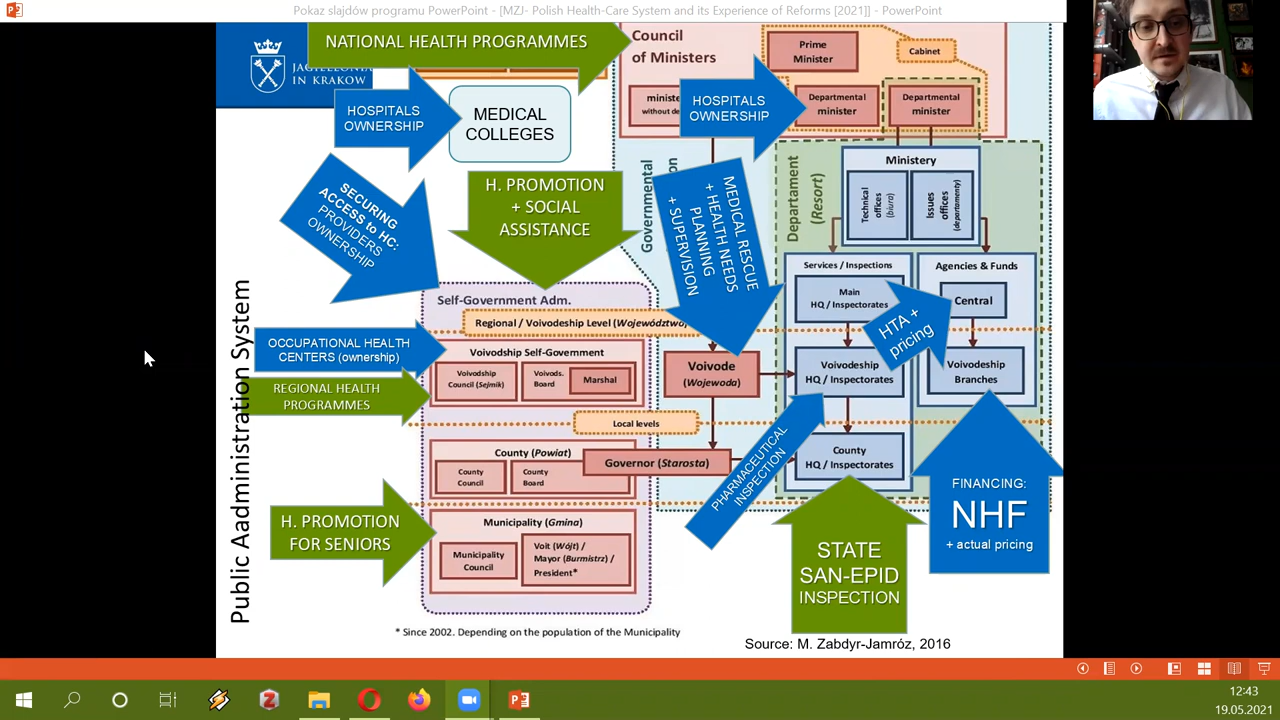 Pokaz slajdów programu PowerPoint - [MZJ- Polish Health-Care System and its Experience of Reforms [2021]] - PowerPoint
IN KRAKOW
NATIONAL HEALTH PROGRAMMES
Council
of Ministers
Prime
Minister
Cabinet
HOSPITALS
OWNERSHIP
MEDICAL
COLLEGES
HOSPITALS
OWNERSHIP
Departmental
minister
Departmental
minister
Ministery
Technical
offices
(biura)
Issues
offices
(departamenty)
Departament
(Resort)
Governmental
SECURING
ACCESS to HC:
PROVIDERS
OWNERSHIP
H. PROMOTION
+ SOCIAL
ASSISTANCE
MEDICAL RESCUE
+ HEALTH NEEDS
PLANNING
+ SUPERVISION
Services / Inspections
Main
HQ / Inspectorates
Agencies & Funds
Central
HTA +
pricing
Public Aadministration System
Self-Government Adm.
Regional / Voivodeship Level (Województwo)
OCCUPATIONAL HEALTH
CENTERS (ownership)
REGIONAL HEALTH
PROGRAMMES
Voivodship Self-Government
Voivodship
Council (Sejmik)
Voivods.
Board
Marshal
Voivode
(Wojewoda)
Voivodeship
HQ / Inspectorates
Voivodeship
Branches
Local levels
County (Powiat)
County
Council
County
Board
Governor (Starosta)
County
HQ / Inspectorates
PHARMACEUTICAL
INSPECTION
FINANCING:
NHF
+ actual pricing
H. PROMOTION
FOR SENIORS
Municipality (Gmina)
Municipality
Council
Voit (Wójt) /
Mayor (Burmistrz) /
President*
STATE
SAN-EPID
INSPECTION
* Since 2002. Depending on the population of the Municipality
Source: M. Zabdyr-Jamróz, 2016
12:43
19.05.2021